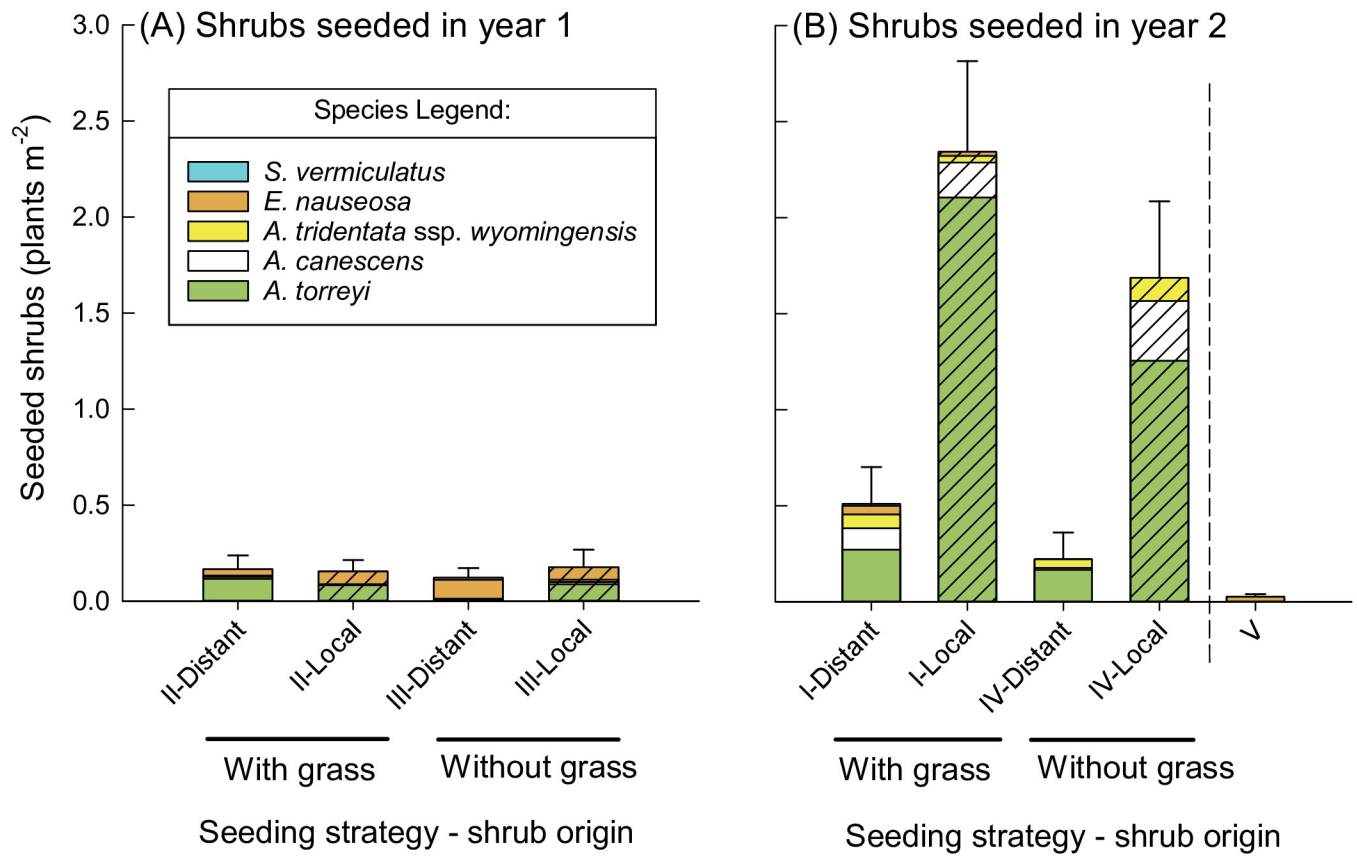 (A) Shrubs seeded in year 1
(B) Shrubs seeded in year 2
Seeded shrubs (plants m-2)
3.0
2.5
2.0
1.5
1.0
0.5
0.0
Species Legend:
S. vermiculatus
E. nauseosa
A. tridentata ssp. wyomingensis
A. canescens
A. torreyi
II-Distant
II-Local
III-Distant
III-Local
I-Distant
I-Local
IV-Distant
IV-Local
V
With grass
Without grass
With grass
Without grass
Seeding strategy - shrub origin
Seeding strategy - shrub origin